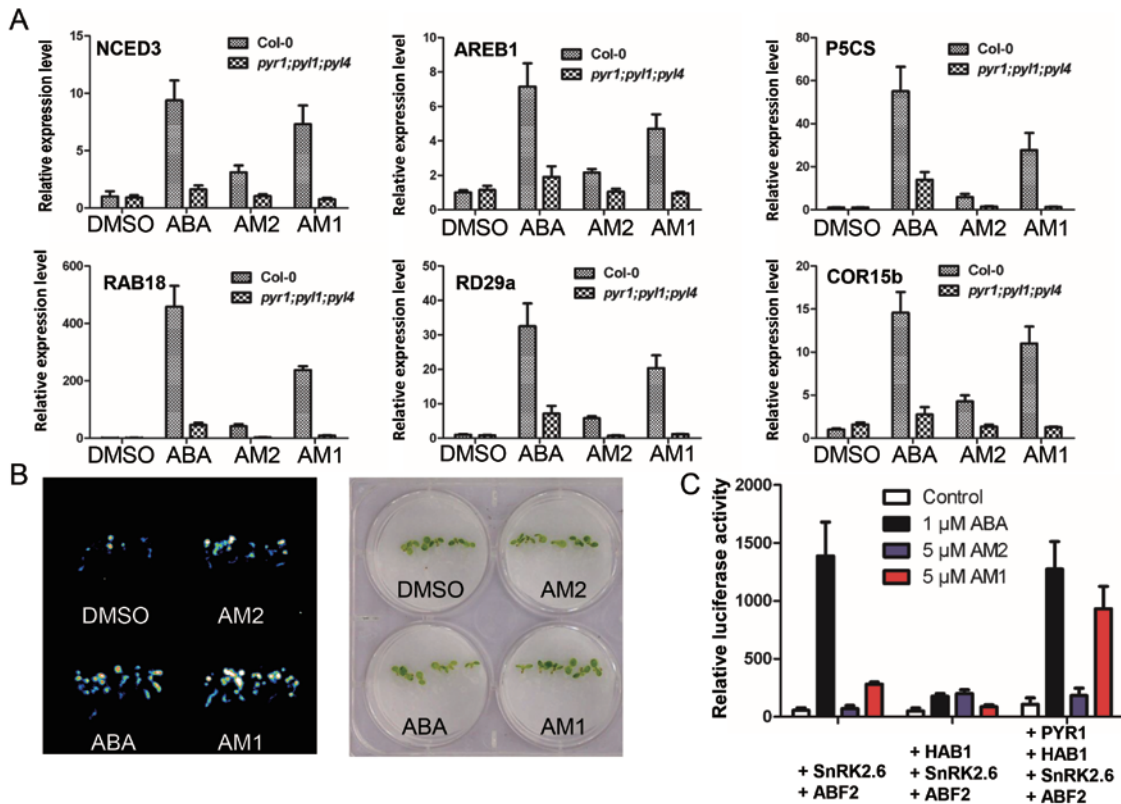 A
NCED3
Col-0
pyr1;pyl1;pyl4
Relative expression level
15
10
5
0
DMSO ABA AM2 AM1
AREB1
Col-0
pyr1;pyl1;pyl4
Relative expression level
10
8
6
4
2
0
DMSO ABA AM2 AM1
P5CS
Col-0
pyr1;pyl1;pyl4
Relative expression level
80
60
40
20
0
DMSO ABA AM2 AM1
RAB18
Col-0
pyr1;pyl1;pyl4
Relative expression level
600
400
200
0
DMSO ABA AM2 AM1
RD29a
Col-0
pyr1;pyl1;pyl4
Relative expression level
50
40
30
20
10
0
DMSO ABA AM2 AM1
COR15b
Col-0
pyr1;pyl1;pyl4
Relative expression level
20
15
10
5
0
DMSO ABA AM2 AM1
B
DMSO AM2
ABA AM1
DMSO AM2
ABA AM1
C
Relative luciferase activity
2000
1500
1000
500
0
Control
1 µM ABA
5 µM AM2
5 µM AM1
+ SnRK2.6
+ ABF2
+ HAB1
+ SnRK2.6
+ ABF2
+ PYR1
+ HAB1
+ SnRK2.6
+ ABF2